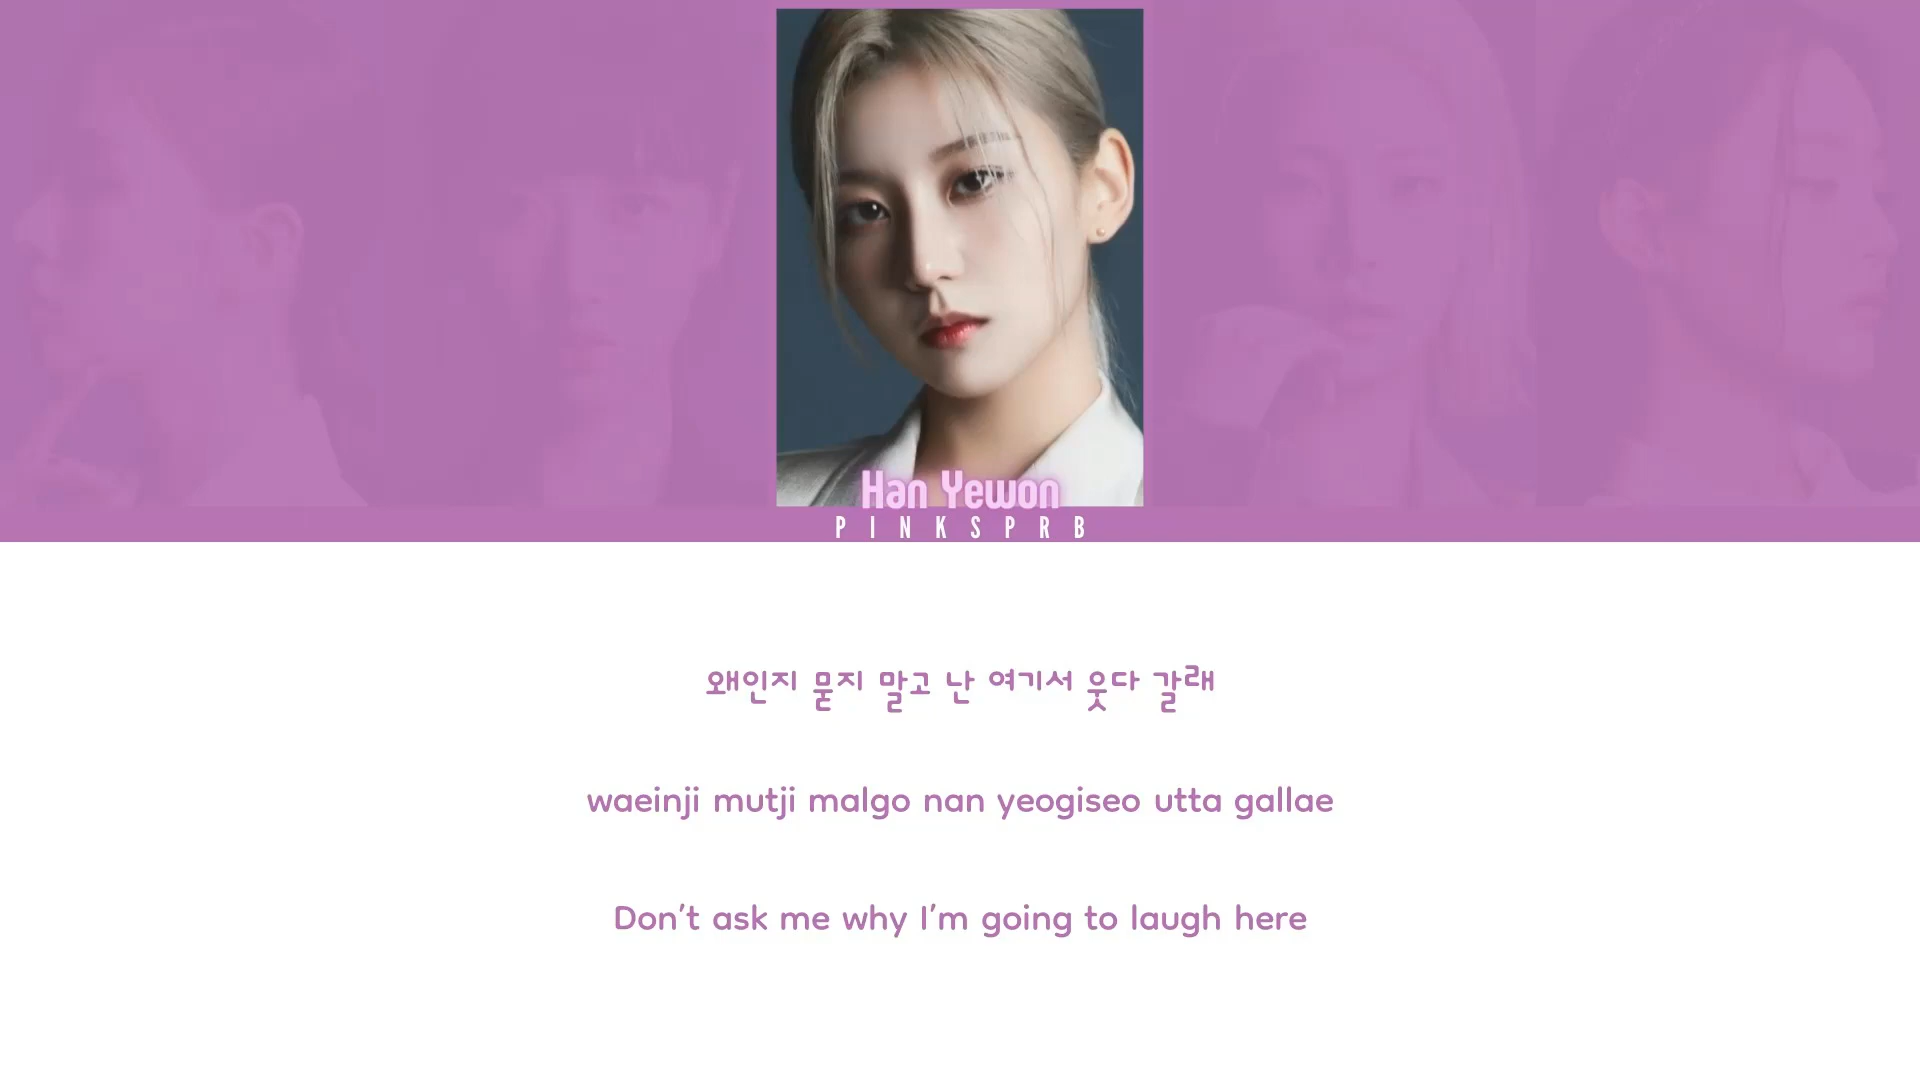 Han Yewon
PINKSPRB
왜인지 묻지 말고 난 여기서 웃다 갈래
waeinji mutji malgo nan yeogiseo utta gallae
Don't ask me why I'm going to laugh here